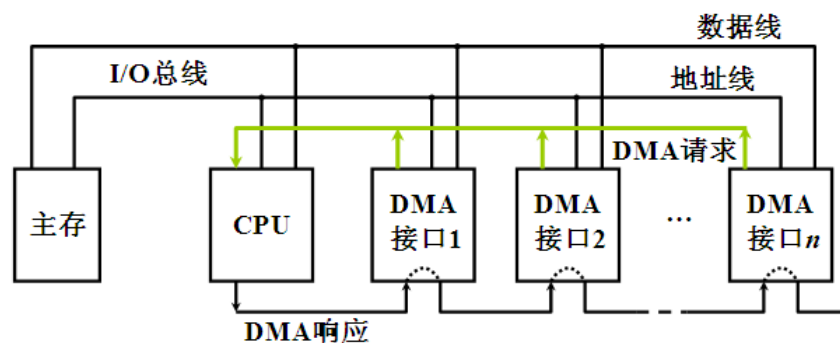 数据线
I/O总线
地址线
DMA请求
主存
CPU
DMA
接口1
DMA
接口2
...
DMA
接口n
DMA响应